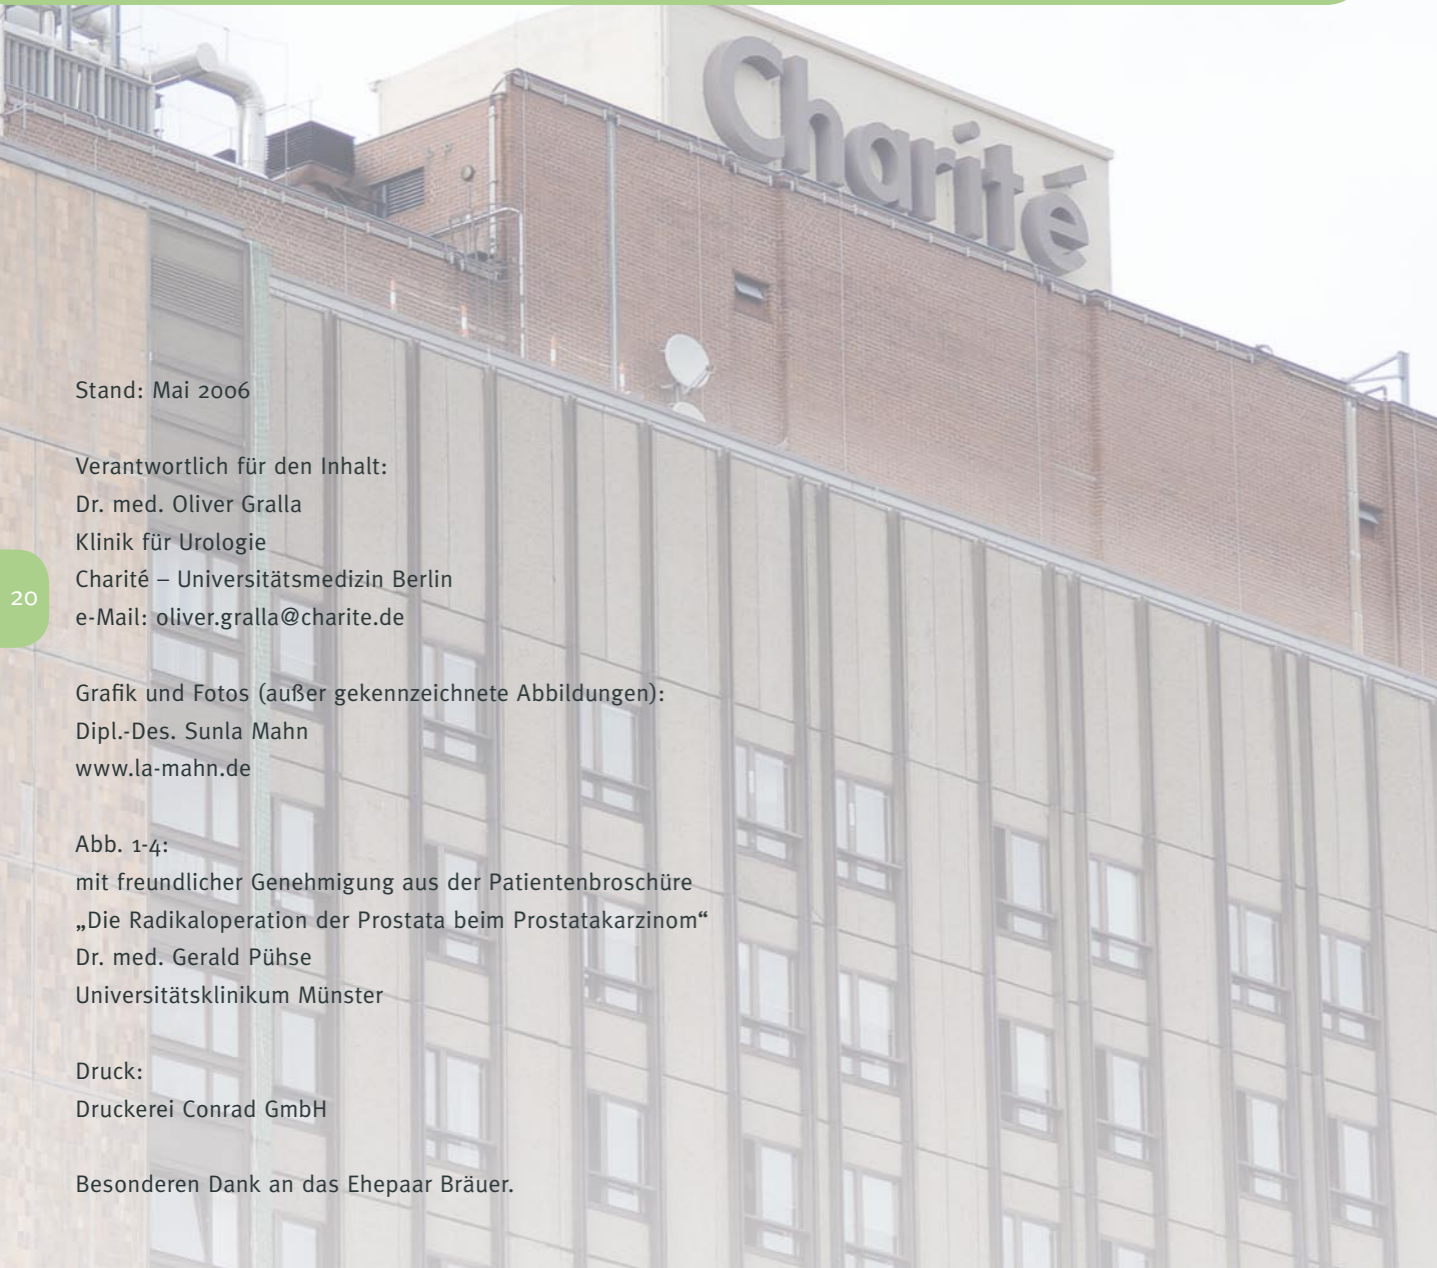 Charité
Stand: Mai 2006
Verantwortlich für den Inhalt:
Dr. med. Oliver Gralla
Klinik für Urologie
Charité – Universitätsmedizin Berlin
e-Mail: oliver.gralla@charite.de
20
Grafik und Fotos (außer gekennzeichnete Abbildungen):
Dipl.-Des. Sunla Mahn
www.la-mahn.de
Abb. 1-4:
mit freundlicher Genehmigung aus der Patientenbroschüre
„Die Radikaloperation der Prostata beim Prostatakarzinom“
Dr. med. Gerald Pühse
Universitätsklinikum Münster
Druck:
Druckerei Conrad GmbH
Besonderen Dank an das Ehepaar Bräuer.